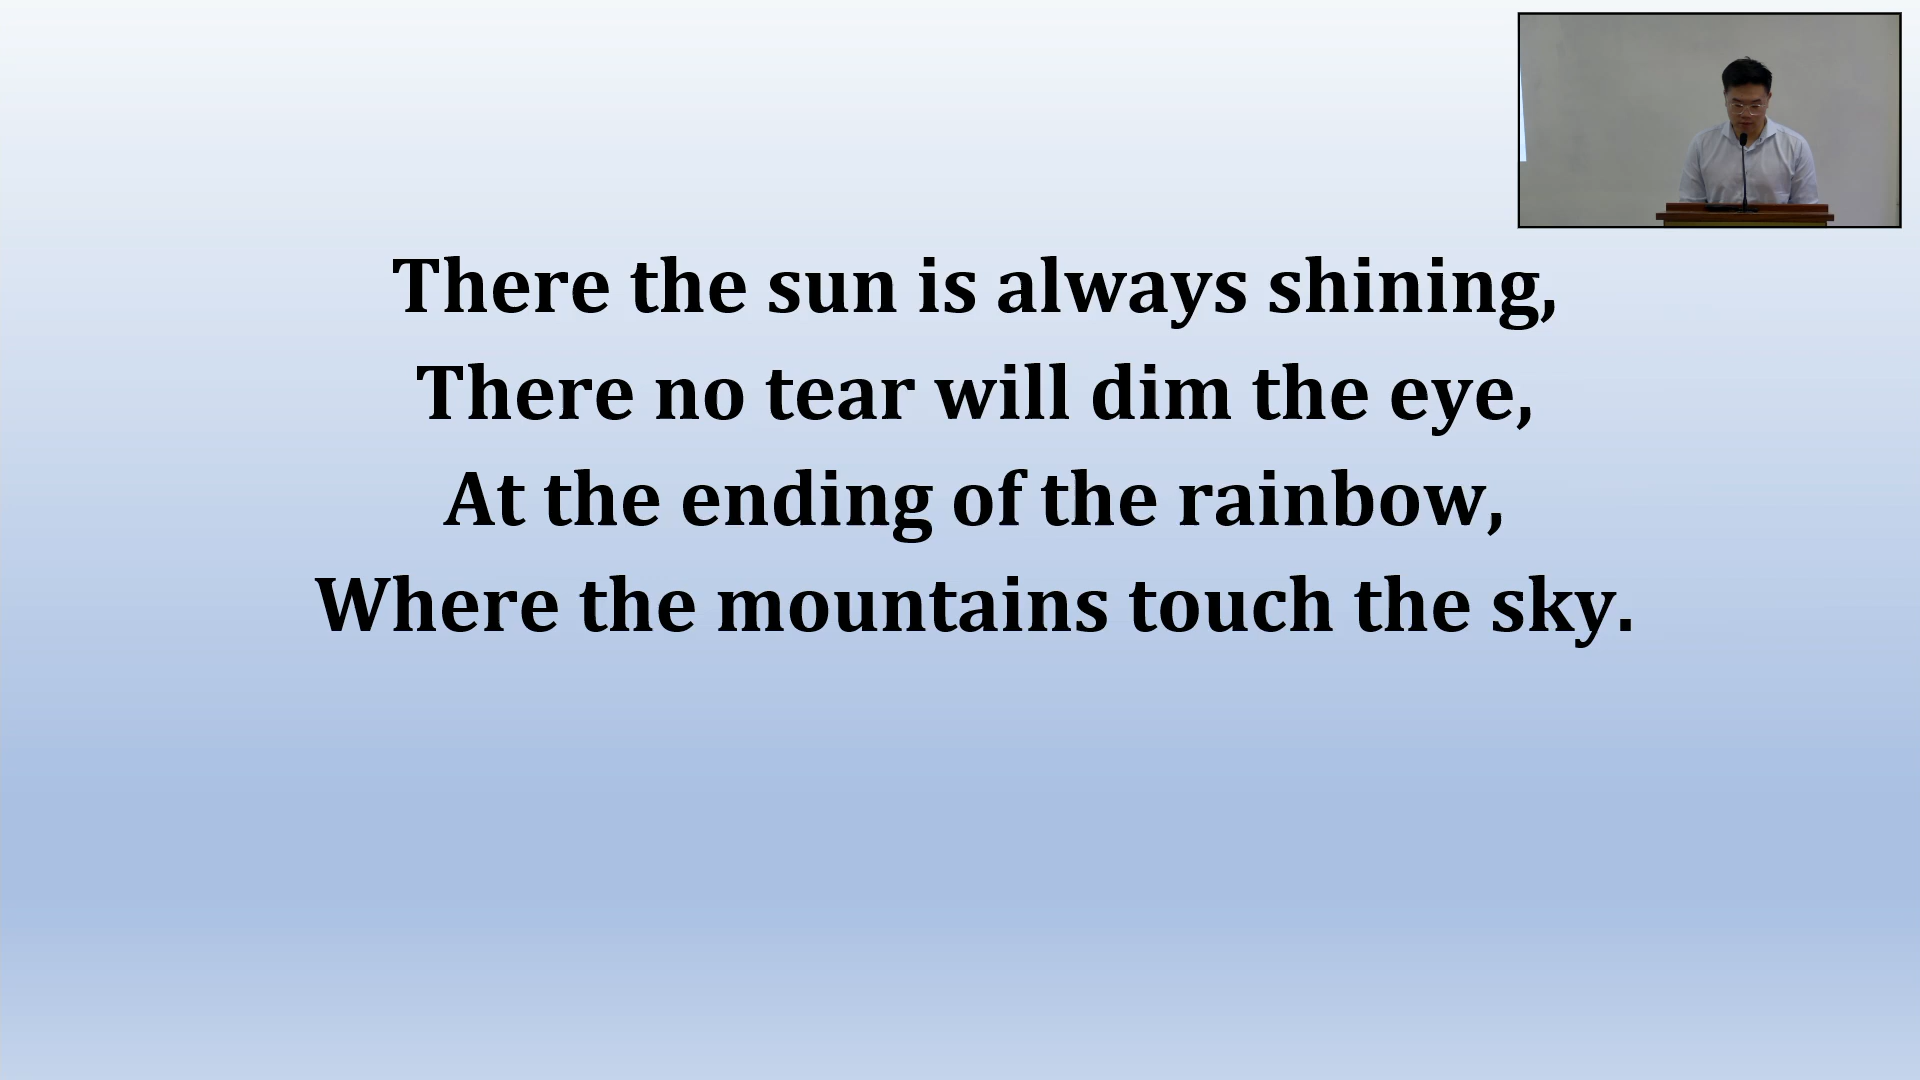 There the sun is always shining,
There no tear will dim the eye,
At the ending of the rainbow,
Where the mountains touch the sky.